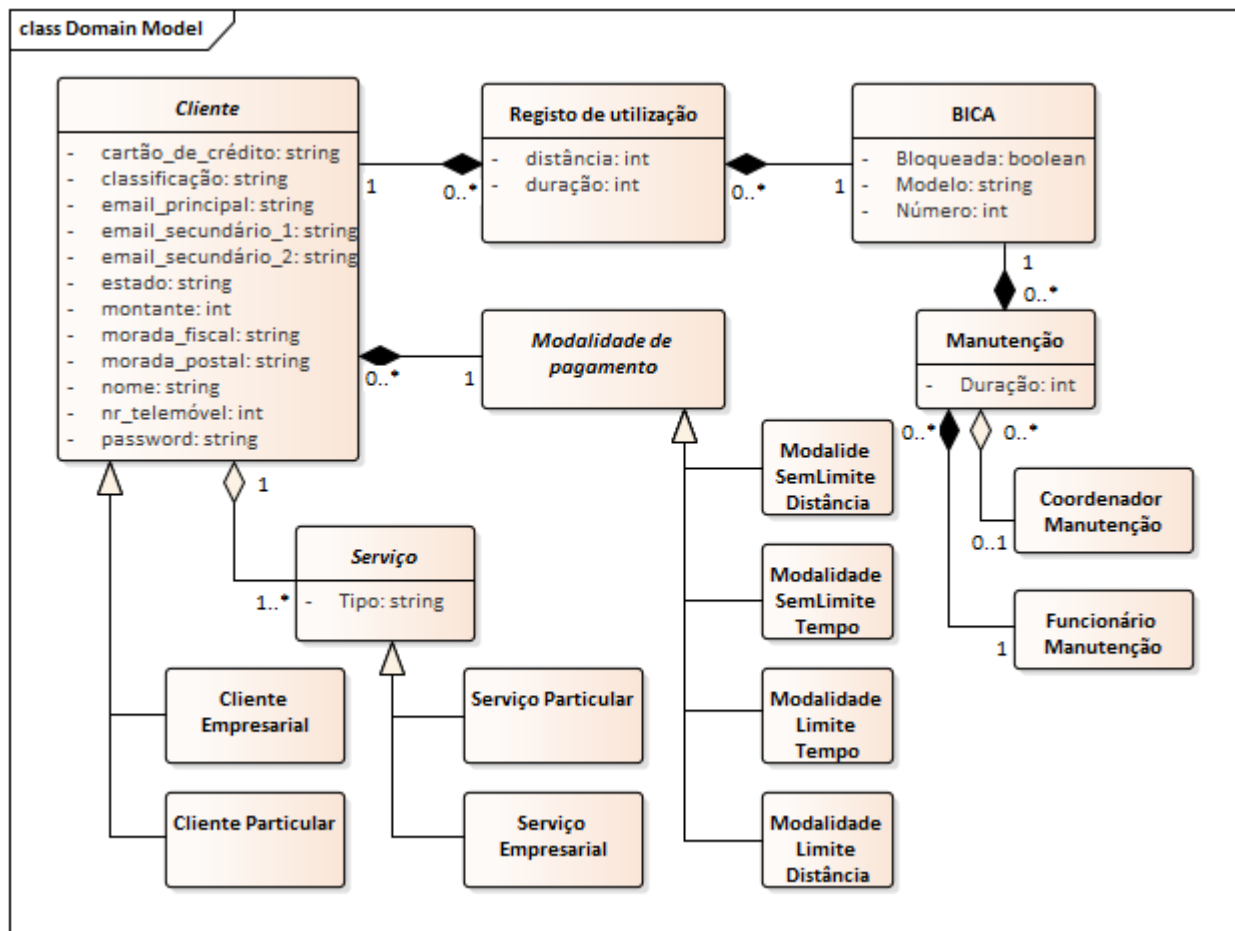 class Domain Model
Cliente
- cartão_de_crédito: string
- classificação: string
- email_principal: string
- email_secundário_1: string
- email_secundário_2: string
- estado: string
- montante: int
- morada_fiscal: string
- morada_postal: string
- nome: string
- nr_telemóvel: int
- password: string
1
0..*
Registo de utilização
- distância: int
- duração: int
0..*
1
BICA
- Bloqueada: boolean
- Modelo: string
- Número: int
1
0..*
0..*
1
Modalidade de
pagamento
Manutenção
- Duração: int
0..*
0..*
Modalide
SemLimite
Distância
Coordenador
Manutenção
0..1
1
Serviço
- Tipo: string
1..*
Modalidade
SemLimite
Tempo
Funcionário
Manutenção
1
Cliente
Empresarial
Serviço Particular
Modalidade
Limite
Tempo
Cliente Particular
Serviço
Empresarial
Modalidade
Limite
Distância